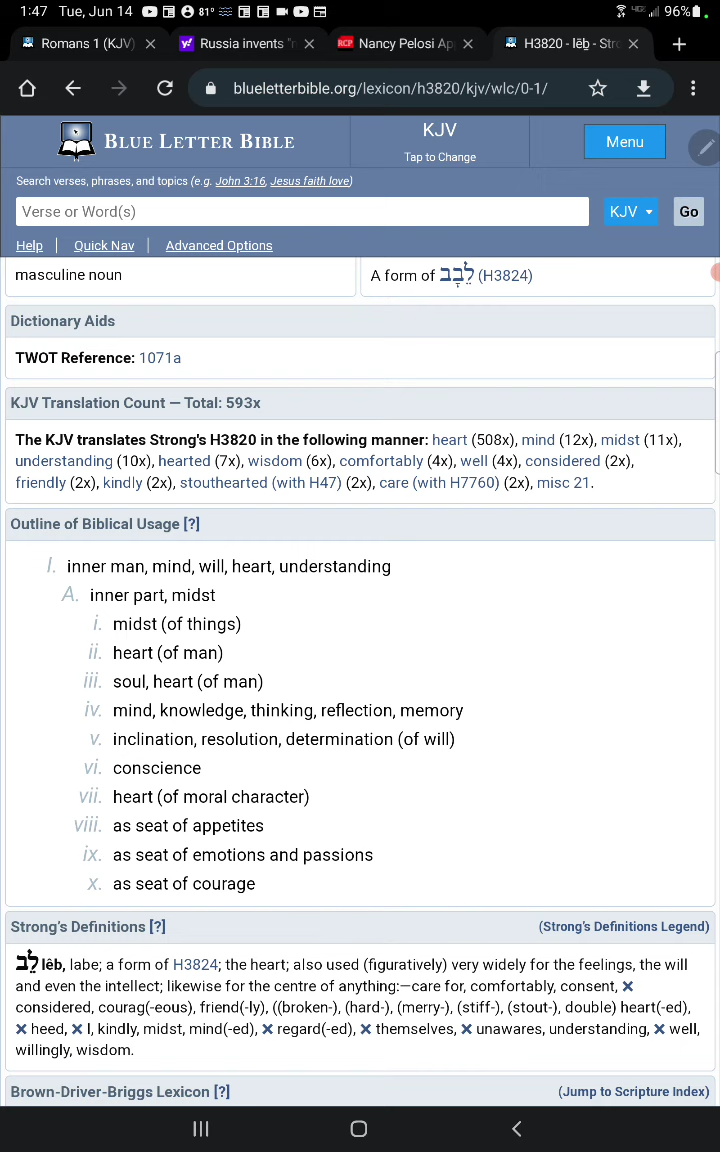 1:47 Tue, Jun 14 81° 96%
Romans 1 (KJV) Russia invents "n Nancy Pelosi Ap H3820 - lēḇ - Strc
blueletterbible.org/lexicon/h3820/kjv/wlc/0-1/
BLUE LETTER BIBLE KJV Menu
Tap to Change
Search verses, phrases, and topics (e.g. John 3:16, Jesus faith love)
Verse or Word(s) KJV Go
Help Quick Nav Advanced Options
masculine noun A form of לֵבָב (H3824)
Dictionary Aids
TWOT Reference: 1071a
KJV Translation Count — Total: 593x
The KJV translates Strong's H3820 in the following manner: heart (508x), mind (12x), midst (11x),
understanding (10x), hearted (7x), wisdom (6x), comfortably (4x), well (4x), considered (2x),
friendly (2x), kindly (2x), stouthearted (with H47) (2x), care (with H7760) (2x), misc 21.
Outline of Biblical Usage [?]
I. inner man, mind, will, heart, understanding
A. inner part, midst
i. midst (of things)
ii. heart (of man)
iii. soul, heart (of man)
iv. mind, knowledge, thinking, reflection, memory
v. inclination, resolution, determination (of will)
vi. conscience
vii. heart (of moral character)
viii. as seat of appetites
ix. as seat of emotions and passions
x. as seat of courage
Strong's Definitions [?] (Strong's Definitions Legend)
לֵב lêb, labe; a form of H3824; the heart; also used (figuratively) very widely for the feelings, the will
and even the intellect; likewise for the centre of anything:—care for, comfortably, consent, ×
considered, courag(-eous), friend(-ly), ((broken-), (hard-), (merry-), (stiff-), (stout-), double) heart(-ed),
× heed, × I, kindly, midst, mind(-ed), × regard(-ed), × themselves, × unawares, understanding, × well,
willingly, wisdom.
Brown-Driver-Briggs Lexicon [?] (Jump to Scripture Index)